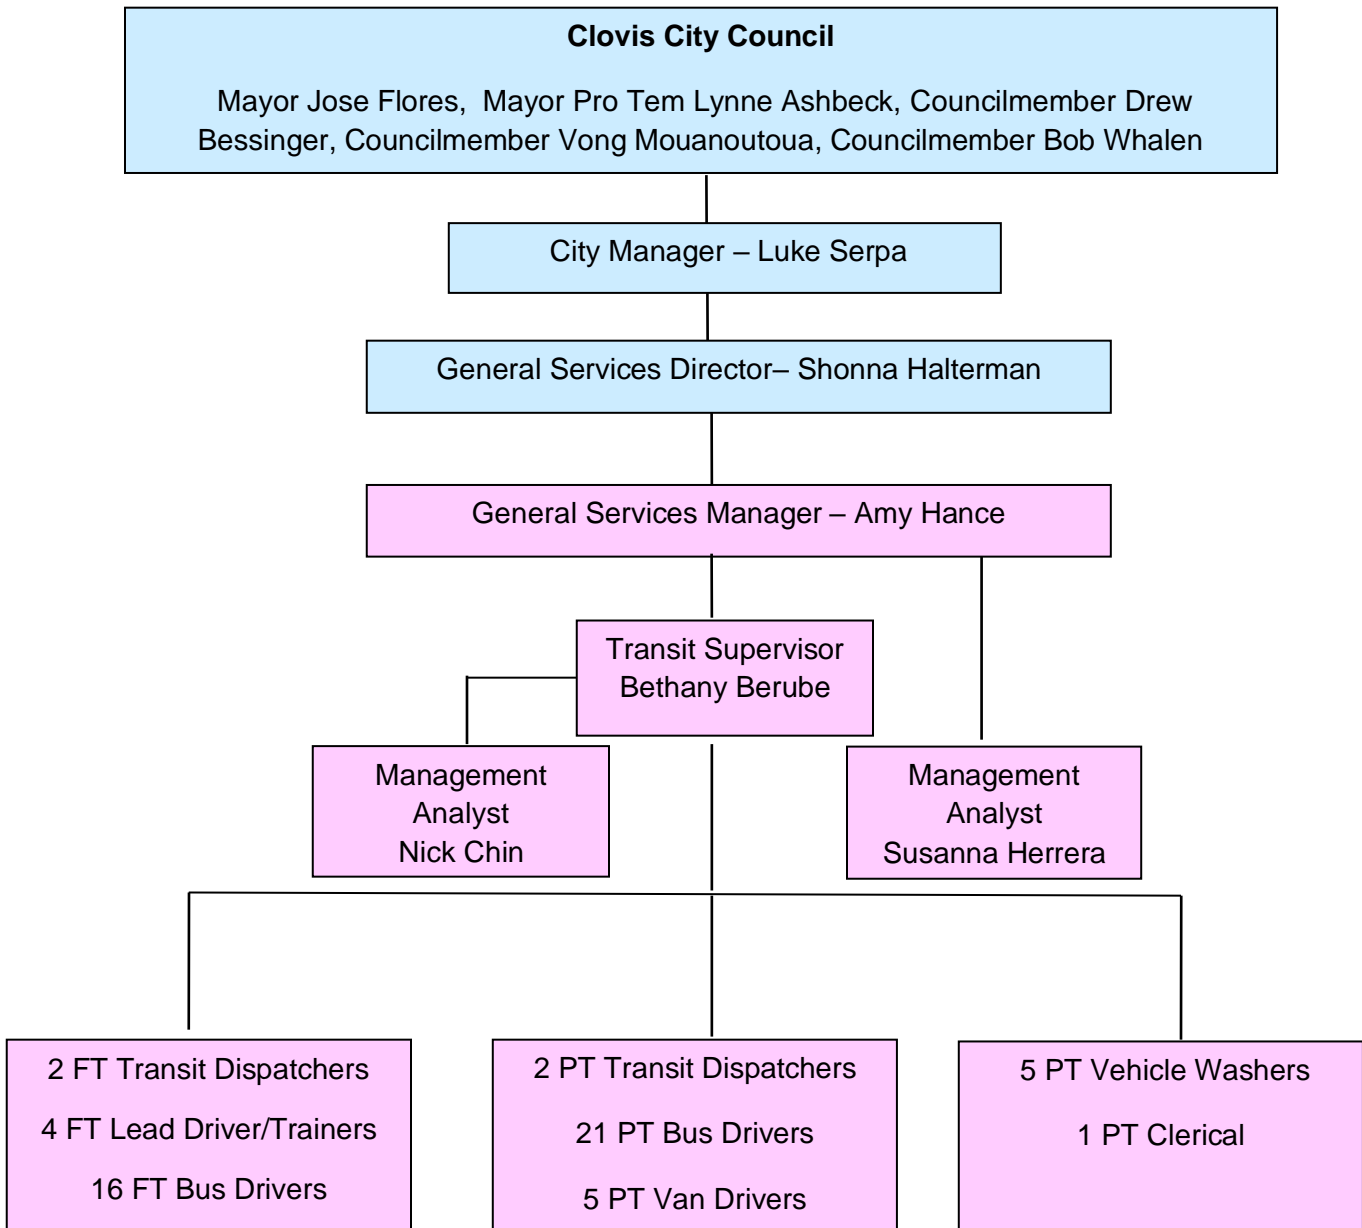 Clovis City Council
Mayor Jose Flores,  Mayor Pro Tem Lynne Ashbeck, Councilmember Drew
Bessinger, Councilmember Vong Mouanoutoua, Councilmember Bob Whalen
City Manager – Luke Serpa
General Services Director– Shonna Halterman
General Services Manager – Amy Hance
Transit Supervisor
Bethany Berube
Management
Analyst
Nick Chin
Management
Analyst
Susanna Herrera
2 FT Transit Dispatchers
4 FT Lead Driver/Trainers
16 FT Bus Drivers
2 PT Transit Dispatchers
21 PT Bus Drivers
5 PT Van Drivers
5 PT Vehicle Washers
1 PT Clerical